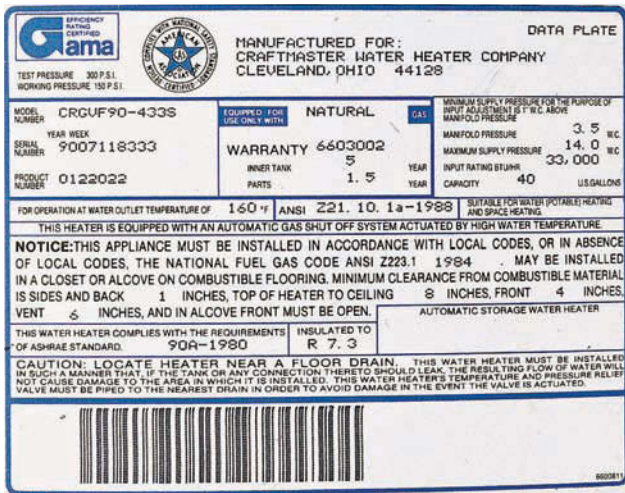 EFFICIENCY
RATING
CERTIFIED
Gama
TEST PRESSURE 300 P.S.I.
WORKING PRESSURE 150 P.S.I.
COMPLIES WITH NATIONAL SAFETY
AMERICAN
GAS
ASSOCIATION
DATA PLATE
MANUFACTURED FOR:
CRAFTMASTER WATER HEATER COMPANY
CLEVELAND, OHIO 44128
MODEL NUMBER CRGVF90-433S
YEAR WEEK
SERIAL NUMBER 9007118333
PRODUCT NUMBER 0122022
EQUIPPED FOR USE ONLY WITH NATURAL GAS
WARRANTY 6603002
INNER TANK 5 YEAR
PARTS 1.5 YEAR
MINIMUM SUPPLY PRESSURE FOR THE PURPOSE OF
INPUT ADJUSTMENT IS 1" W.C. ABOVE
MANIFOLD PRESSURE
MANIFOLD PRESSURE 3.5 W.C.
MAXIMUM SUPPLY PRESSURE 14.0 W.C
INPUT RATING BTU/HR 33,000
CAPACITY 40 U.S.GALLONS
FOR OPERATION AT WATER OUTLET TEMPERATURE OF 160 °F ANSI Z21.10.1a-1988
SUITABLE FOR WATER (POTABLE) HEATING
AND SPACE HEATING.
THIS HEATER IS EQUIPPED WITH AN AUTOMATIC GAS SHUT OFF SYSTEM ACTUATED BY HIGH WATER TEMPERATURE.
NOTICE:THIS APPLIANCE MUST BE INSTALLED IN ACCORDANCE WITH LOCAL CODES, OR IN ABSENCE
OF LOCAL CODES, THE NATIONAL FUEL GAS CODE ANSI Z223.1 1984 . MAY BE INSTALLED
IN A CLOSET OR ALCOVE ON COMBUSTIBLE FLOORING. MINIMUM CLEARANCE FROM COMBUSTIBLE MATERIAL
IS SIDES AND BACK 1 INCHES, TOP OF HEATER TO CEILING 8 INCHES, FRONT 4 INCHES,
VENT 6 INCHES, AND IN ALCOVE FRONT MUST BE OPEN.
AUTOMATIC STORAGE WATER HEATER
THIS WATER HEATER COMPLIES WITH THE REQUIREMENTS
OF ASHRAE STANDARD. 90A-1980
INSULATED TO
R 7.3
CAUTION: LOCATE HEATER NEAR A FLOOR DRAIN. THIS WATER HEATER MUST BE INSTALLED
IN SUCH A MANNER THAT, IF THE TANK OR ANY CONNECTION THERETO SHOULD LEAK, THE RESULTING FLOW OF WATER WILL
NOT CAUSE DAMAGE TO THE AREA IN WHICH IT IS INSTALLED. THIS WATER HEATER'S TEMPERATURE AND PRESSURE RELIEF
VALVE MUST BE PIPED TO THE NEAREST DRAIN IN ORDER TO AVOID DAMAGE IN THE EVENT THE VALVE IS ACTUATED.